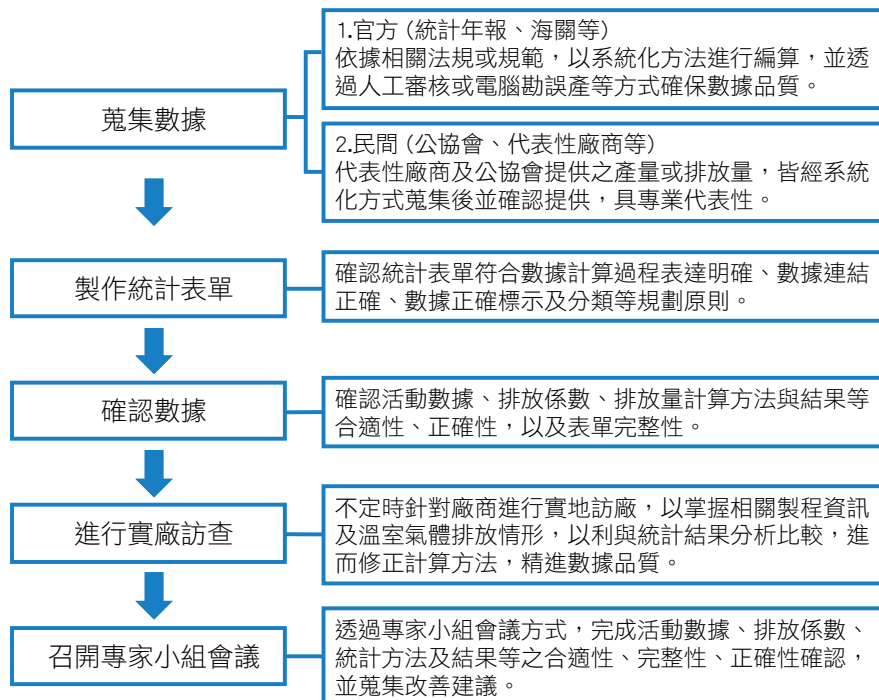 蒐集數據
1.官方 (統計年報、海關等)
依據相關法規或規範，以系統化方法進行編算，並透
過人工審核或電腦勘誤產等方式確保數據品質。
2.民間 (公協會、代表性廠商等)
代表性廠商及公協會提供之產量或排放量，皆經系統
化方式蒐集後並確認提供，具專業代表性。
製作統計表單
確認統計表單符合數據計算過程表達明確、數據連結
正確、數據正確標示及分類等規劃原則。
確認數據
確認活動數據、排放係數、排放量計算方法與結果等
合適性、正確性，以及表單完整性。
進行實廠訪查
不定時針對廠商進行實地訪廠，以掌握相關製程資訊
及溫室氣體排放情形，以利與統計結果分析比較，進
而修正計算方法，精進數據品質。
召開專家小組會議
透過專家小組會議方式，完成活動數據、排放係數、
統計方法及結果等之合適性、完整性、正確性確認，
並蒐集改善建議。